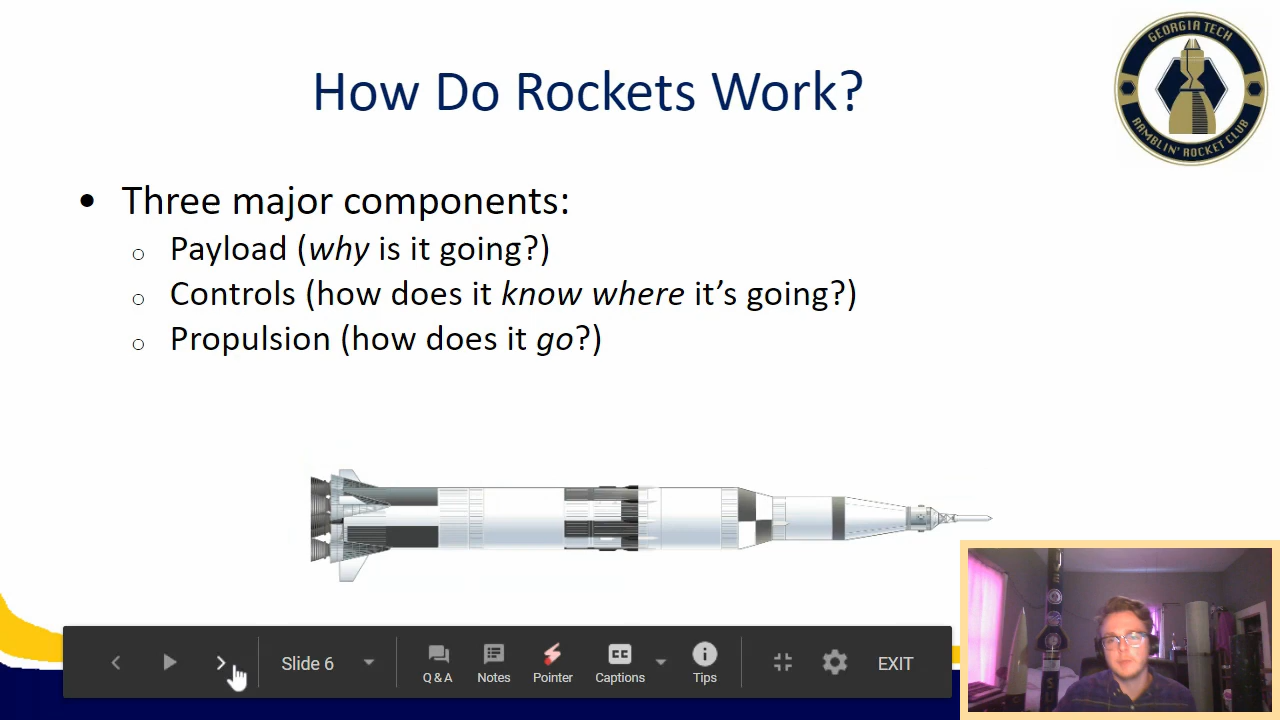 GEORGIA TECH
RAMBLIN' ROCKET CLUB
How Do Rockets Work?
• Three major components:
o Payload (why is it going?)
o Controls (how does it know where it's going?)
o Propulsion (how does it go?)
Slide 6
Q & A
Notes
Pointer
CC
Captions
Tips
EXIT